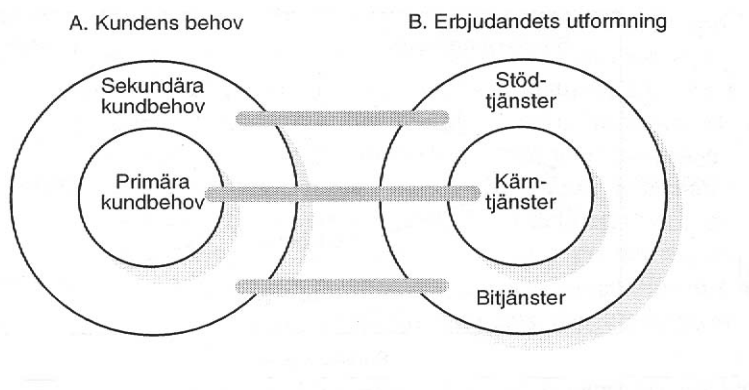 A. Kundens behov
B. Erbjudandets utformning
Sekundära
kundbehov
Primära
kundbehov
Stöd-
tjänster
Kärn-
tjänster
Bitjänster